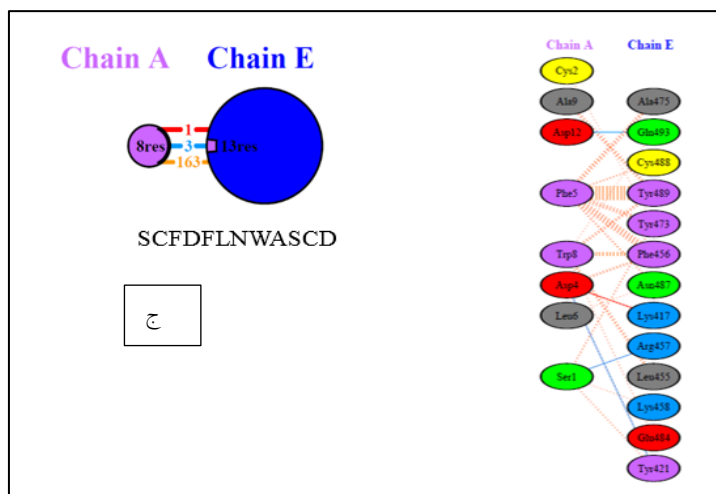 Chain A Chain E
1
8res 3 13res
163
SCFDFLNWASCD
ج
Chain A Chain E
Cys2
Ala9 Ala475
Asp12 Gln493
Cys488
Phe5 Tyr489
Tyr473
Trp8 Phe456
Asp4 Asn487
Leu6 Lys417
Arg457
Ser1 Leu455
Lys458
Glu484
Tyr421